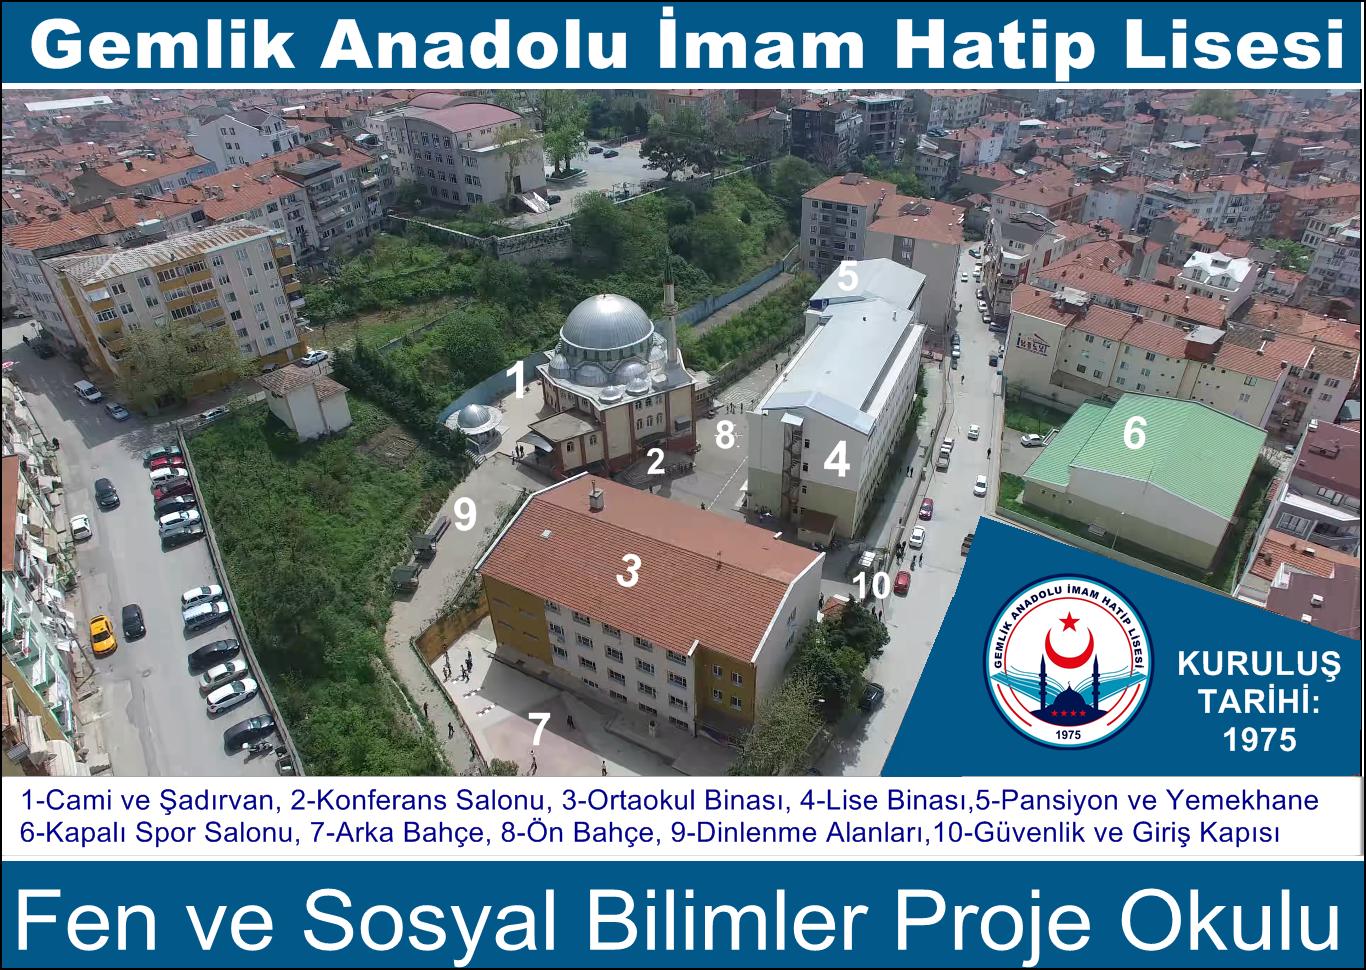 Gemlik Anadolu İmam Hatip Lisesi
5
1
8
4
6
2
9
3
10
GEMLİK ANADOLU İMAM HATİP LİSESİ
1975
KURULUŞ
TARİHİ:
1975
7
1-Cami ve Şadırvan, 2-Konferans Salonu, 3-Ortaokul Binası, 4-Lise Binası,5-Pansiyon ve Yemekhane
6-Kapalı Spor Salonu, 7-Arka Bahçe, 8-Ön Bahçe, 9-Dinlenme Alanları,10-Güvenlik ve Giriş Kapısı
Fen ve Sosyal Bilimler Proje Okulu